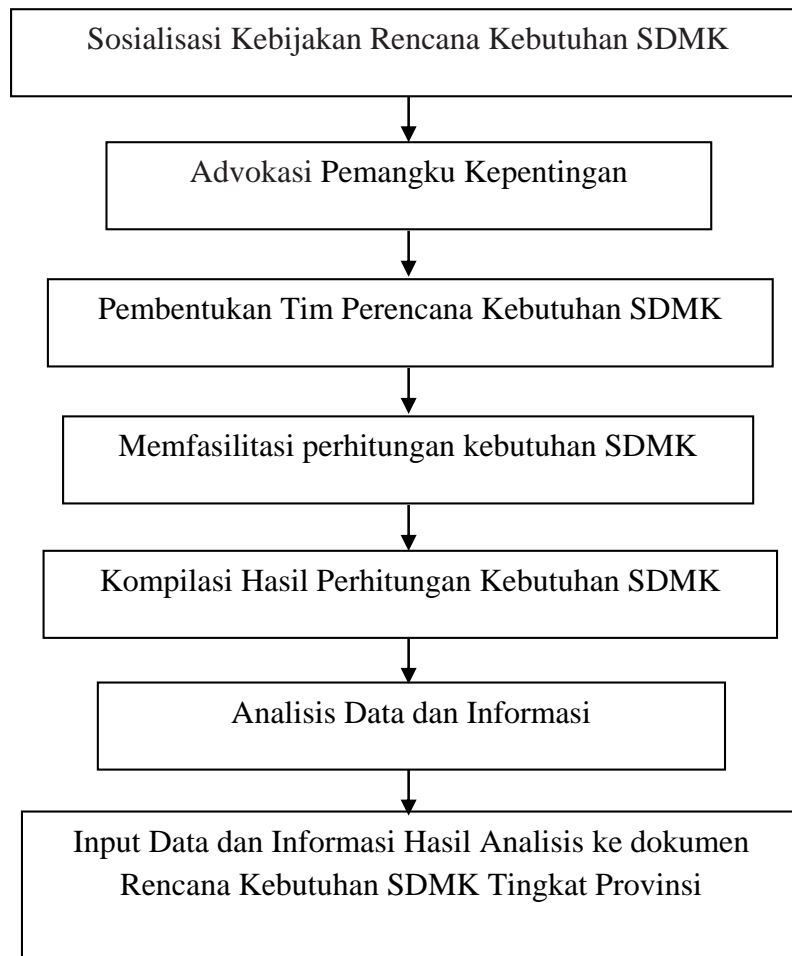 Sosialisasi Kebijakan Rencana Kebutuhan SDMK
Advokasi Pemangku Kepentingan
Pembentukan Tim Perencana Kebutuhan SDMK
Memfasilitasi perhitungan kebutuhan SDMK
Kompilasi Hasil Perhitungan Kebutuhan SDMK
Analisis Data dan Informasi
Input Data dan Informasi Hasil Analisis ke dokumen
Rencana Kebutuhan SDMK Tingkat Provinsi